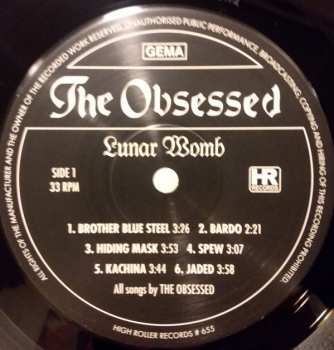 ALL RIGHTS OF THE MANUFACTURER AND THE OWNER OF THE RECORDED WORK RESERVED, UNAUTHORISED PUBLIC PERFORMANCE, BROADCASTING, COPYING AND HIRING OF THIS RECORDING PROHIBITED.
GEMA
The Obsessed
Lunar Womb
SIDE 1
33 RPM
HR
RECORDS
1. BROTHER BLUE STEEL 3:26 2. BARDO 2:21
3. HIDING MASK 3:53 4. SPEW 3:07
5. KACHINA 3:44 6. JADED 3:58
All songs by THE OBSESSED
HIGH ROLLER RECORDS # 655